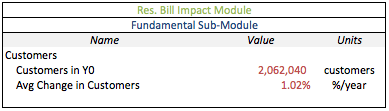 Res. Bill Impact Module
Fundamental Sub-Module
Name Value Units
Customers
Customers in Y0 2,062,040 customers
Avg Change in Customers 1.02% %/year